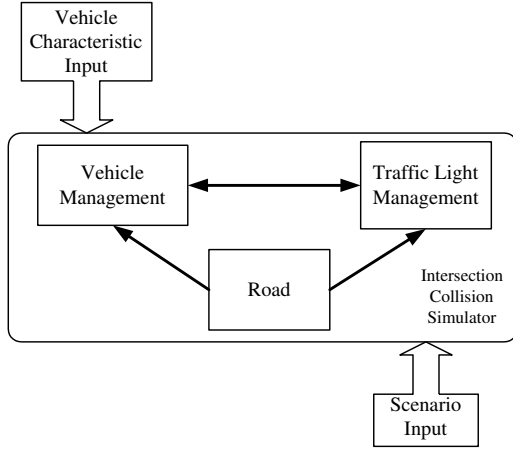 Vehicle
Characteristic
Input
Vehicle
Management
Traffic Light
Management
Road
Intersection
Collision
Simulator
Scenario
Input